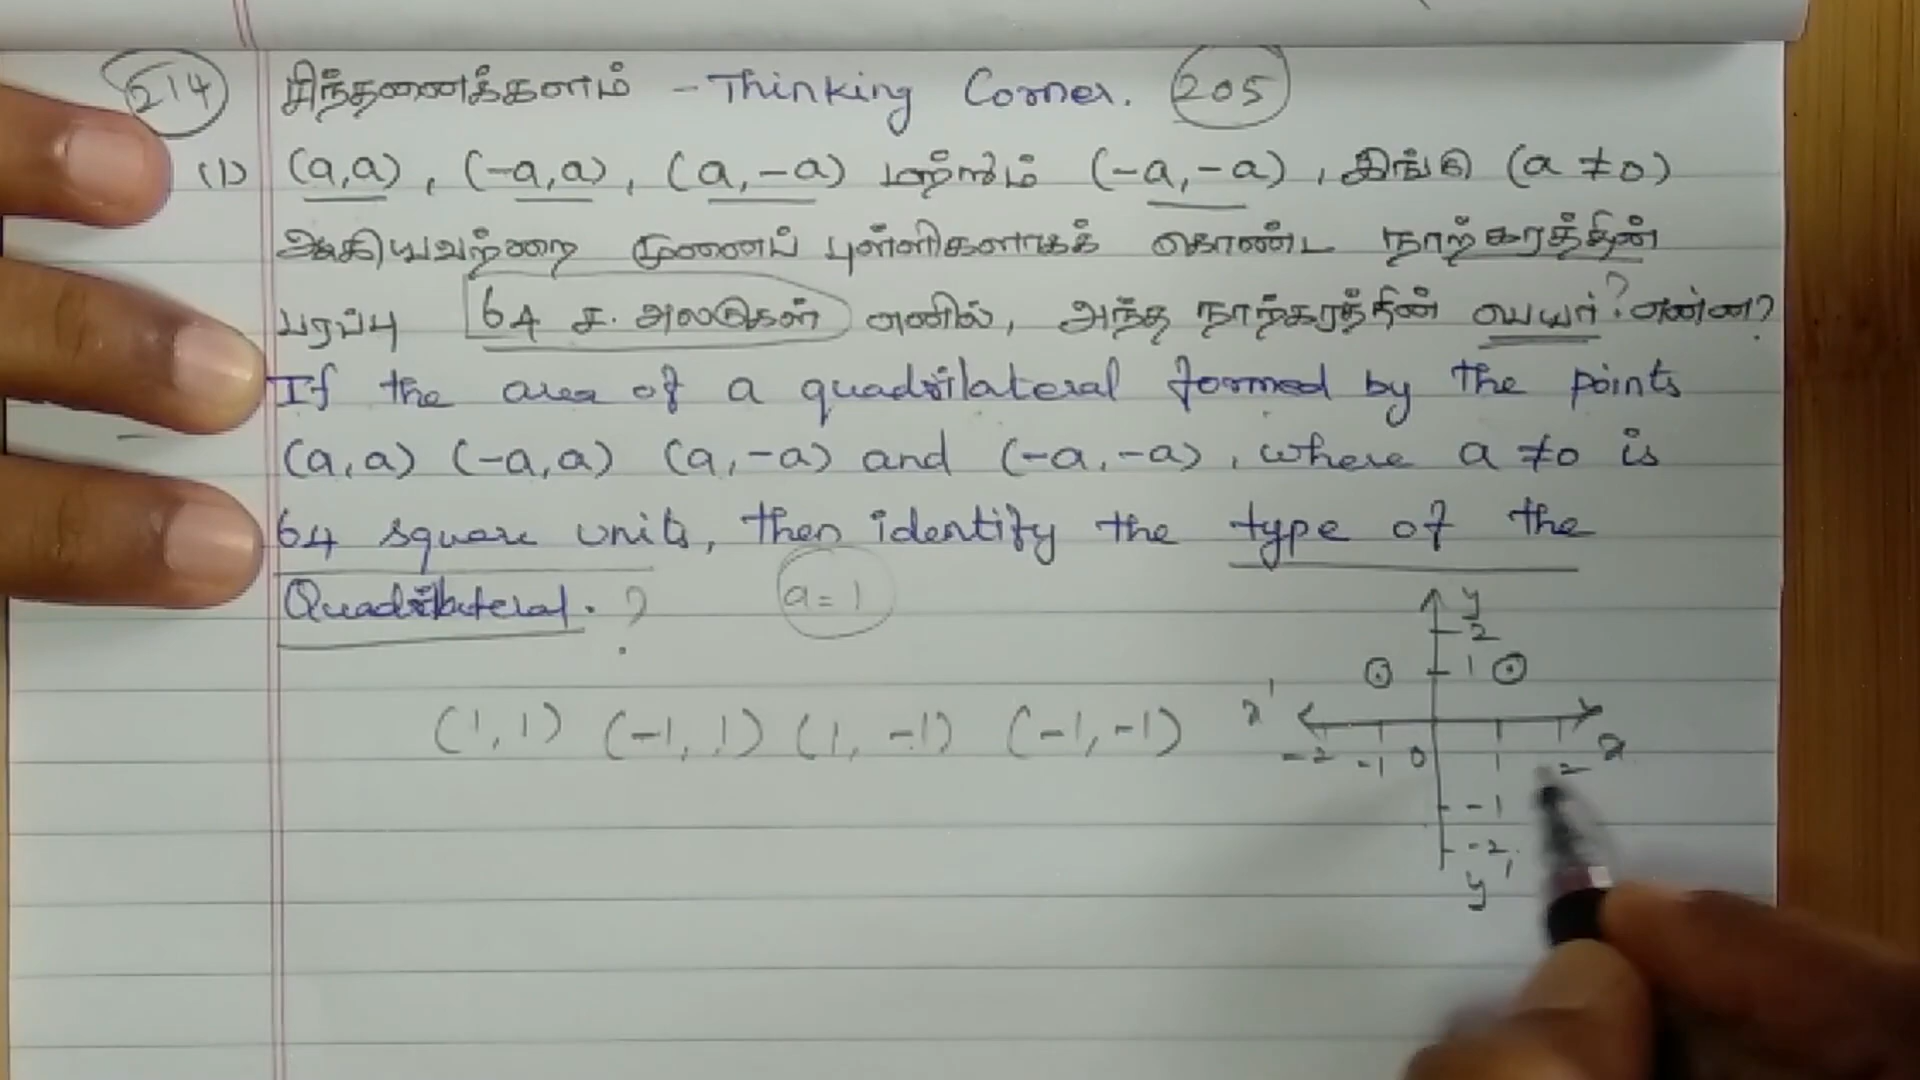 214 சிந்தனைக்களம் - Thinking Corner. 205
(1) (a,a), (-a,a), (a,-a) மற்றும் (-a,-a), இங்கு (a ≠0)
ஆகியவற்றை முனைப் புள்ளிகளாகக் கொண்ட நாற்கரத்தின்
பரப்பு 64 ச. அலகுகள் எனில், அந்த நாற்கரத்தின் பெயர்? என்ன?
If the area of a quadrilateral formed by the points
(a,a) (-a,a) (a,-a) and (-a,-a), where a ≠0 is
64 square units, then identify the type of the
Quadrilateral. ? a=1
(1,1) (-1,1) (1,-1) (-1,-1)
y
2
1
x'
-2 -1 0 1 2 x
-1
-2
y'